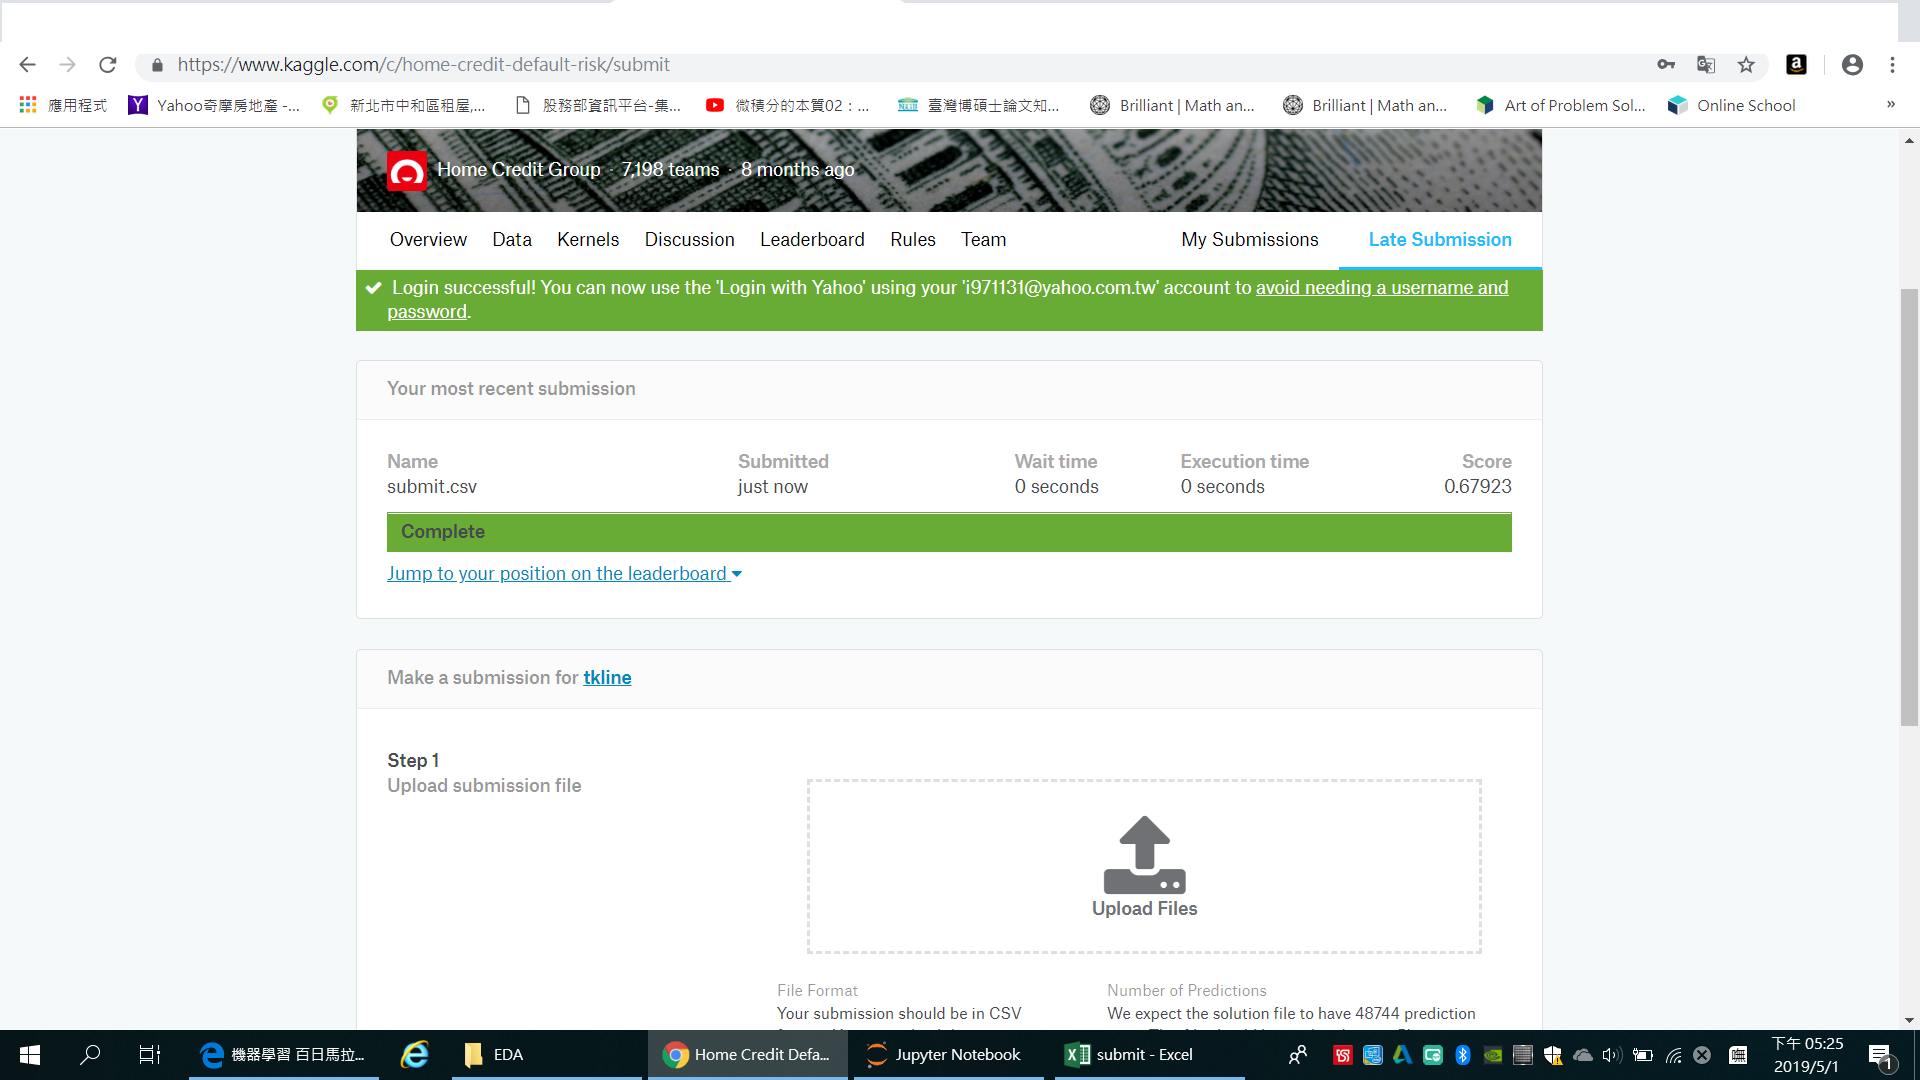 https://www.kaggle.com/c/home-credit-default-risk/submit
應用程式 Yahoo奇摩房地產 -... 新北市中和區租屋,... 股務部資訊平台-集... 微積分的本質02：... 臺灣博碩士論文知... Brilliant | Math an... Brilliant | Math an... Art of Problem Sol... Online School »
Home Credit Group · 7,198 teams · 8 months ago
Overview Data Kernels Discussion Leaderboard Rules Team My Submissions Late Submission
Login successful! You can now use the 'Login with Yahoo' using your 'i971131@yahoo.com.tw' account to avoid needing a username and
password.
Your most recent submission
Name Submitted Wait time Execution time Score
submit.csv just now 0 seconds 0 seconds 0.67923
Complete
Jump to your position on the leaderboard
Make a submission for tkline
Step 1
Upload submission file
Upload Files
File Format Number of Predictions
Your submission should be in CSV We expect the solution file to have 48744 prediction
機器學習 百日馬拉... EDA Home Credit Defa... Jupyter Notebook submit - Excel
下午 05:25
2019/5/1
1